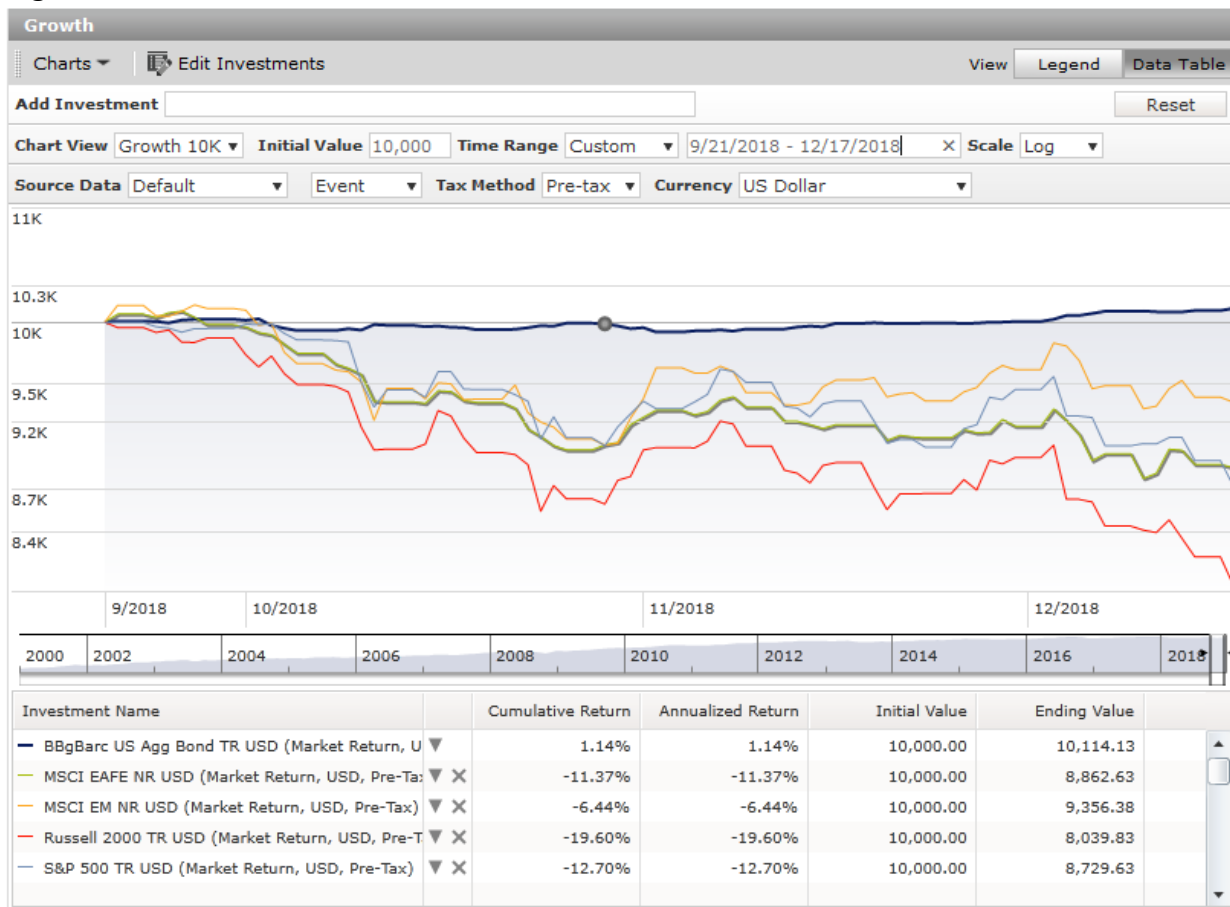 Growth
Charts Edit Investments View Legend Data Table
Add Investment Reset
Chart View Growth 10K Initial Value 10,000 Time Range Custom 9/21/2018 - 12/17/2018 Scale Log
Source Data Default Event Tax Method Pre-tax Currency US Dollar
11K
10.3K
10K
9.5K
9.2K
8.7K
8.4K
9/2018 10/2018 11/2018 12/2018
2000 2002 2004 2006 2008 2010 2012 2014 2016 2018
Investment Name Cumulative Return Annualized Return Initial Value Ending Value
BBgBarc US Agg Bond TR USD (Market Return, U 1.14% 1.14% 10,000.00 10,114.13
MSCI EAFE NR USD (Market Return, USD, Pre-Ta -11.37% -11.37% 10,000.00 8,862.63
MSCI EM NR USD (Market Return, USD, Pre-Tax) -6.44% -6.44% 10,000.00 9,356.38
Russell 2000 TR USD (Market Return, USD, Pre-T -19.60% -19.60% 10,000.00 8,039.83
S&P 500 TR USD (Market Return, USD, Pre-Tax) -12.70% -12.70% 10,000.00 8,729.63